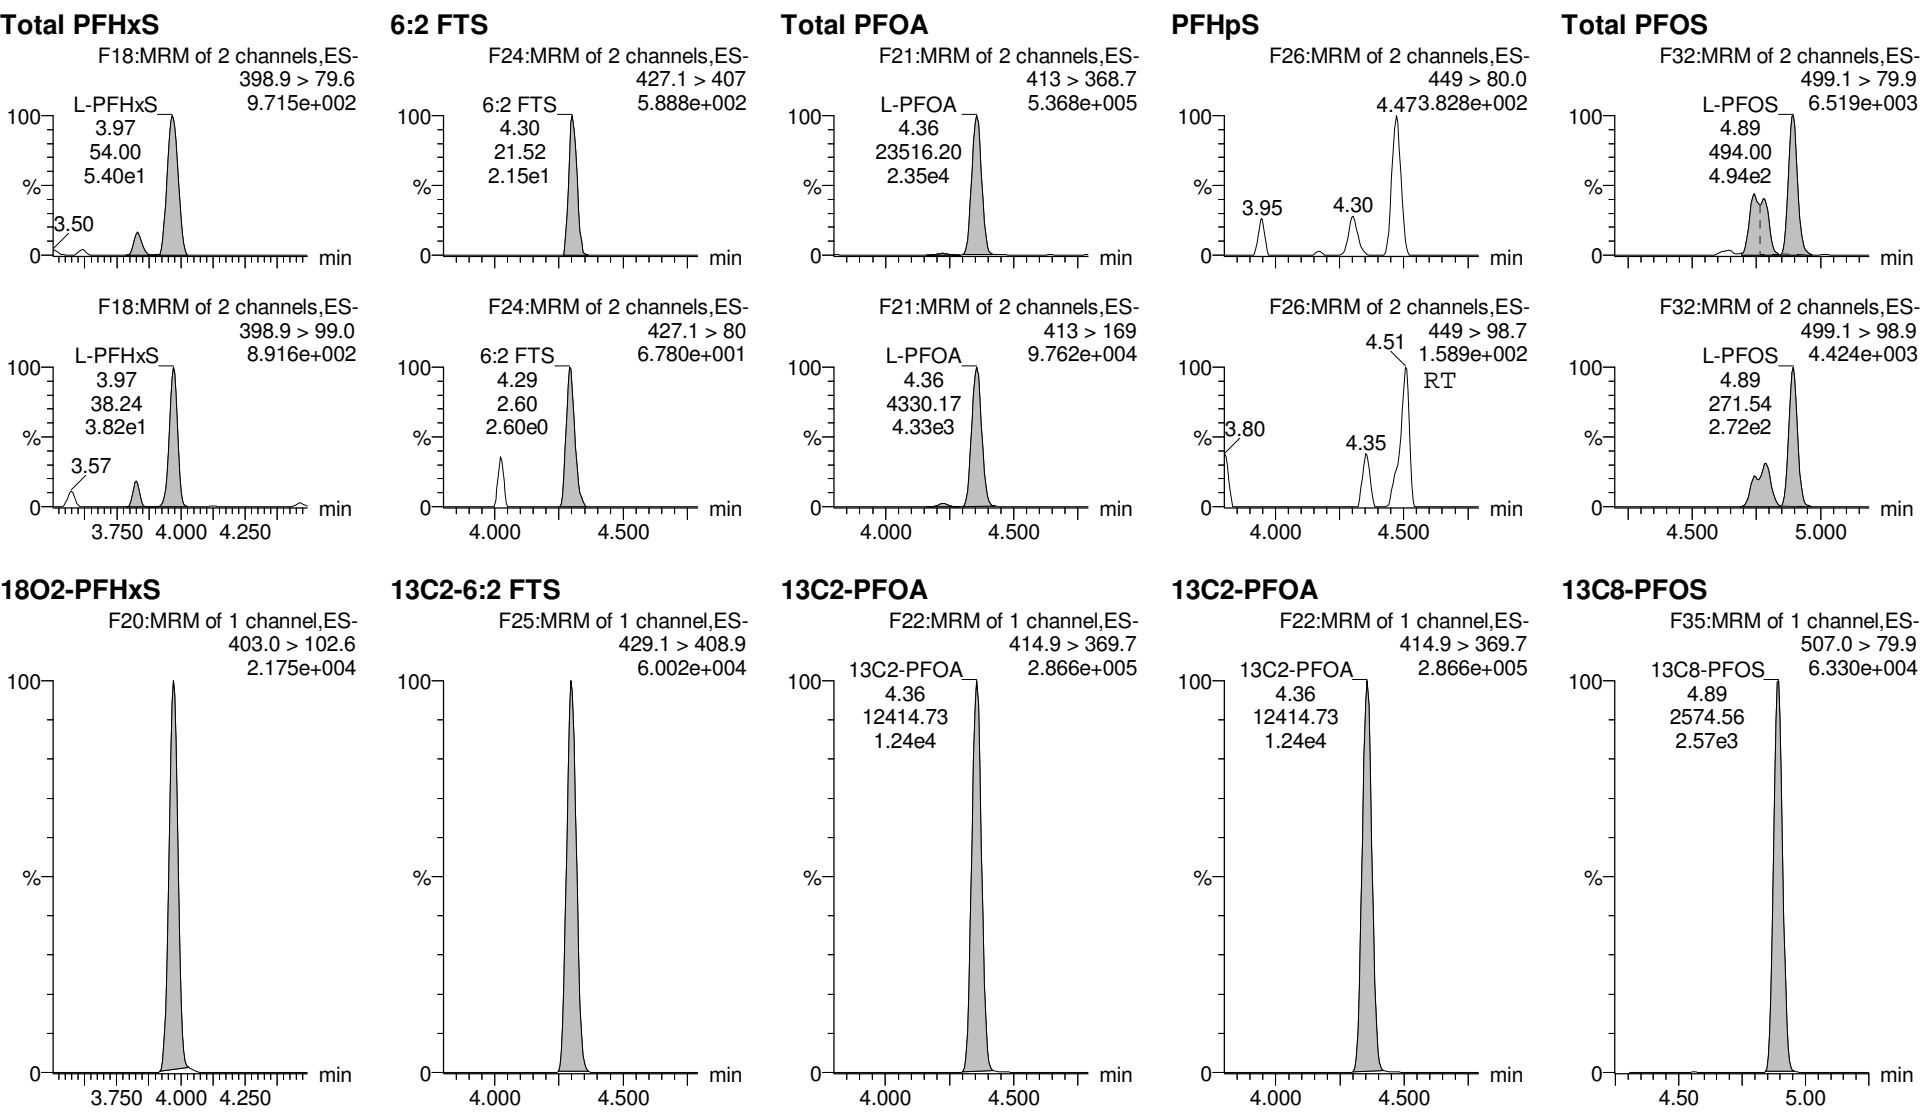 Total PFHxS
F18:MRM of 2 channels,ES-
398.9 > 79.6
9.715e+002
L-PFHxS
3.97
54.00
5.40e1
100
%
3.50
0
min
6:2 FTS
F24:MRM of 2 channels,ES-
427.1 > 407
5.888e+002
6:2 FTS
4.30
21.52
2.15e1
100
%
0
min
Total PFOA
F21:MRM of 2 channels,ES-
413 > 368.7
5.368e+005
L-PFOA
4.36
23516.20
2.35e4
100
%
0
min
PFHpS
F26:MRM of 2 channels,ES-
449 > 80.0
4.473.828e+002
100
%
3.95
4.30
0
min
Total PFOS
F32:MRM of 2 channels,ES-
499.1 > 79.9
6.519e+003
L-PFOS
4.89
494.00
4.94e2
100
%
0
min
F18:MRM of 2 channels,ES-
398.9 > 99.0
8.916e+002
L-PFHxS
3.97
38.24
3.82e1
100
%
3.57
0
min
3.750 4.000 4.250
F24:MRM of 2 channels,ES-
427.1 > 80
6.780e+001
6:2 FTS
4.29
2.60
2.60e0
100
%
0
min
4.000 4.500
F21:MRM of 2 channels,ES-
413 > 169
9.762e+004
L-PFOA
4.36
4330.17
4.33e3
100
%
0
min
4.000 4.500
F26:MRM of 2 channels,ES-
449 > 98.7
4.51 1.589e+002
RT
100
%
3.80
4.35
0
min
4.000 4.500
F32:MRM of 2 channels,ES-
499.1 > 98.9
4.424e+003
L-PFOS
4.89
271.54
2.72e2
100
%
0
min
4.500 5.000
18O2-PFHxS
F20:MRM of 1 channel,ES-
403.0 > 102.6
2.175e+004
100
%
0
min
3.750 4.000 4.250
13C2-6:2 FTS
F25:MRM of 1 channel,ES-
429.1 > 408.9
6.002e+004
100
%
0
min
4.000 4.500
13C2-PFOA
F22:MRM of 1 channel,ES-
414.9 > 369.7
2.866e+005
13C2-PFOA
4.36
12414.73
1.24e4
100
%
0
min
4.000 4.500
13C2-PFOA
F22:MRM of 1 channel,ES-
414.9 > 369.7
2.866e+005
13C2-PFOA
4.36
12414.73
1.24e4
100
%
0
min
4.000 4.500
13C8-PFOS
F35:MRM of 1 channel,ES-
507.0 > 79.9
6.330e+004
13C8-PFOS
4.89
2574.56
2.57e3
100
%
0
min
4.50 5.00